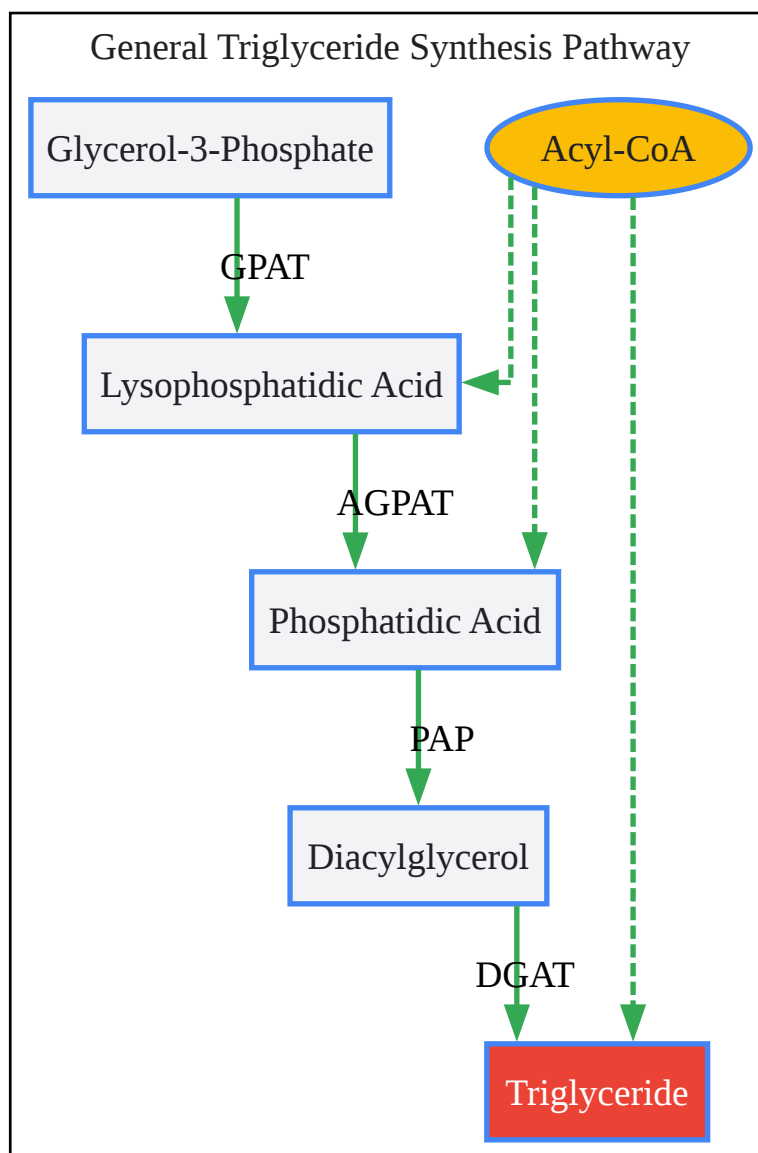 General Triglyceride Synthesis Pathway
Glycerol-3-Phosphate
Acyl-CoA
GPAT
Lysophosphatidic Acid
AGPAT
Phosphatidic Acid
PAP
Diacylglycerol
DGAT
Triglyceride